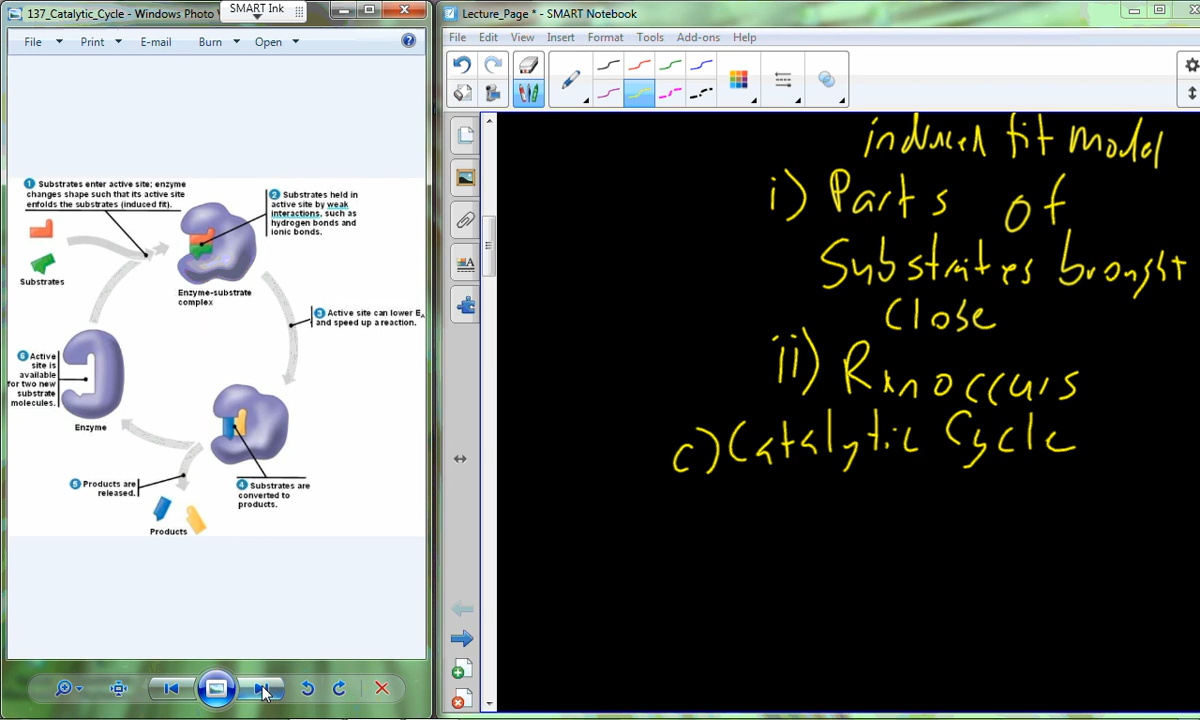 137_Catalytic_Cycle - Windows Photo
SMART Ink
File Print E-mail Burn Open
1 Substrates enter active site; enzyme
changes shape such that its active site
enfolds the substrates (induced fit).
2 Substrates held in
active site by weak
interactions, such as
hydrogen bonds and
ionic bonds.
Substrates
Enzyme-substrate
complex
3 Active site can lower EA
and speed up a reaction.
6 Active
site is
available
for two new
substrate
molecules.
Enzyme
5 Products are
released.
4 Substrates are
converted to
products.
Products
Lecture_Page * - SMART Notebook
File Edit View Insert Format Tools Add-ons Help
induced fit model
i) Parts of
Substrates brought
close
ii) Rxn occurs
c) Catalytic Cycle